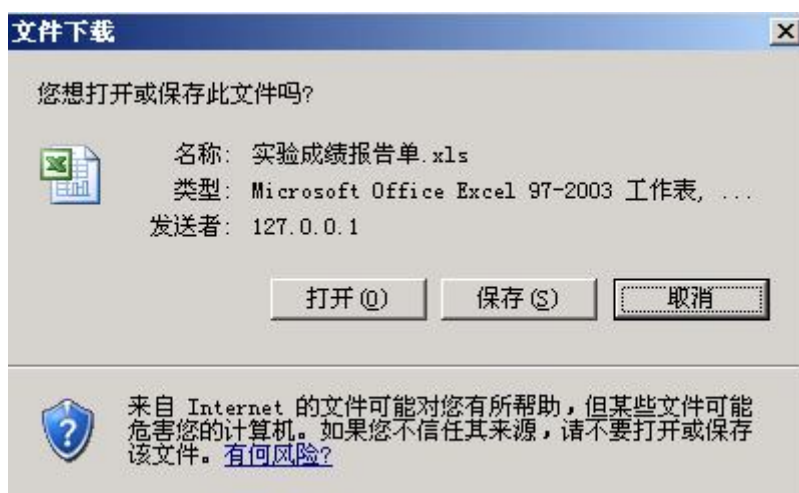 文件下载
您想打开或保存此文件吗?
名称: 实验成绩报告单.xls
类型: Microsoft Office Excel 97-2003 工作表, ...
发送者: 127.0.0.1
打开(O) 保存(S) 取消
来自 Internet 的文件可能对您有所帮助，但某些文件可能
危害您的计算机。如果您不信任其来源，请不要打开或保存
该文件。有何风险?